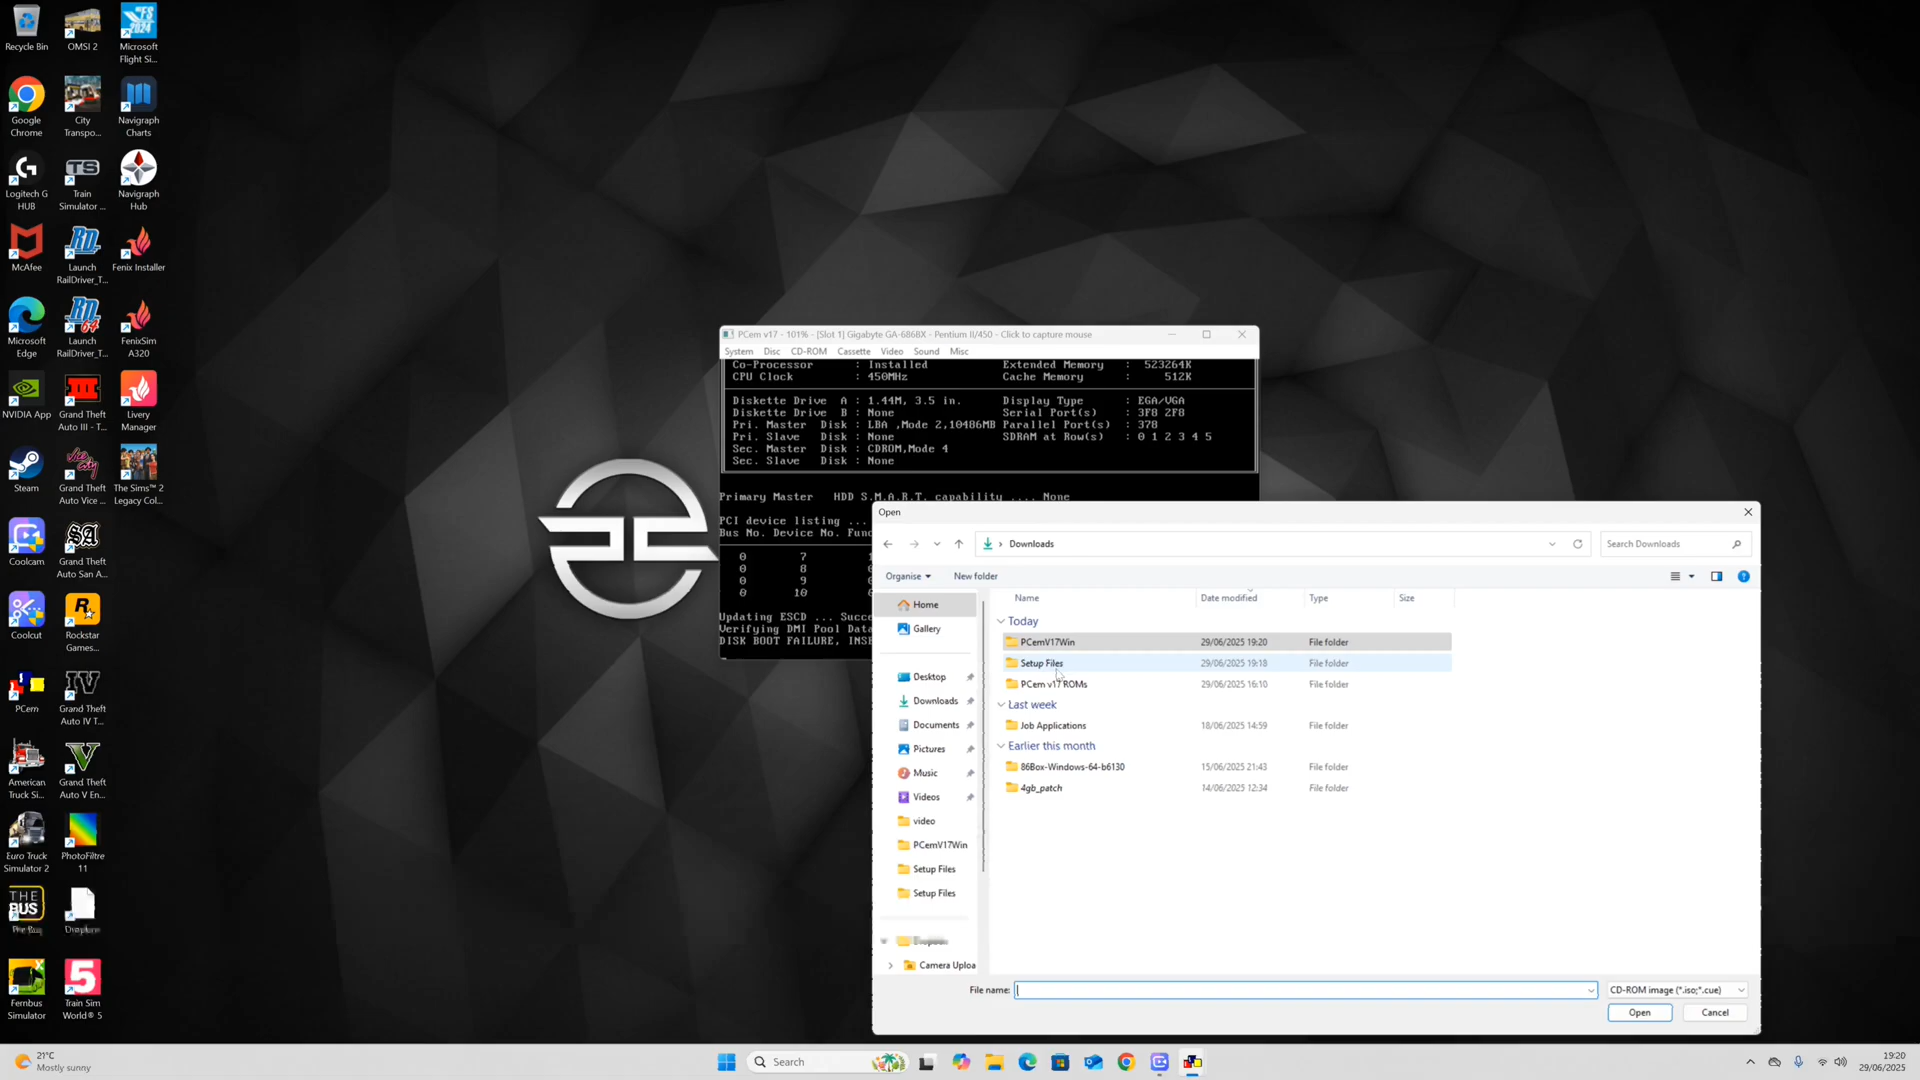 Recycle Bin
OMSI 2
Microsoft
Flight Si...
Google
Chrome
City
Transpo...
Navigraph
Charts
Logitech G
HUB
Train
Simulator ...
Navigraph
Hub
McAfee
Launch
RailDriver_T...
Fenix Installer
Microsoft
Edge
Launch
RailDriver_T...
FenixSim
A320
NVIDIA App
Grand Theft
Auto III - T...
Livery
Manager
Steam
Grand Theft
Auto Vice ...
The Sims™ 2
Legacy Col...
Coolcam
Grand Theft
Auto San A...
Coolcut
Rockstar
Games...
PCem
Grand Theft
Auto IV T...
American
Truck Si...
Grand Theft
Auto V En...
Euro Truck
Simulator 2
PhotoFiltre
11
THE
BUS
The Bus
Fernbus
Simulator
Train Sim
World® 5
PCem v17 - 101% - [Slot 1] Gigabyte GA-686BX - Pentium II/450 - Click to capture mouse
System Disc CD-ROM Cassette Video Sound Misc
Co-Processor : Installed Extended Memory : 523264K
CPU Clock : 450MHz Cache Memory : 512K
Diskette Drive A : 1.44M, 3.5 in. Display Type : EGA/VGA
Diskette Drive B : None Serial Port(s) : 3F8 2F8
Pri. Master Disk : LBA ,Mode 2,10486MB Parallel Port(s) : 378
Pri. Slave Disk : None SDRAM at Row(s) : 0 1 2 3 4 5
Sec. Master Disk : CDROM,Mode 4
Sec. Slave Disk : None
Primary Master HDD S.M.A.R.T. capability .... None
PCI device listing ...
Bus No. Device No. Func
0 7
0 8
0 9
0 10
Updating ESCD ... Succe
Verifying DMI Pool Data
DISK BOOT FAILURE, INSE
Open
Downloads
Search Downloads
Organise New folder
Home
Gallery
Desktop
Downloads
Documents
Pictures
Music
Videos
video
PCemV17Win
Setup Files
Setup Files
Camera Uploa
Name Date modified Type Size
Today
PCemV17Win 29/06/2025 19:20 File folder
Setup Files 29/06/2025 19:18 File folder
PCem v17 ROMs 29/06/2025 16:10 File folder
Last week
Job Applications 18/06/2025 14:59 File folder
Earlier this month
86Box-Windows-64-b6130 15/06/2025 21:43 File folder
4gb_patch 14/06/2025 12:34 File folder
File name: CD-ROM image (*.iso;*.cue)
Open Cancel
21°C
Mostly sunny
Search
19:20
29/06/2025